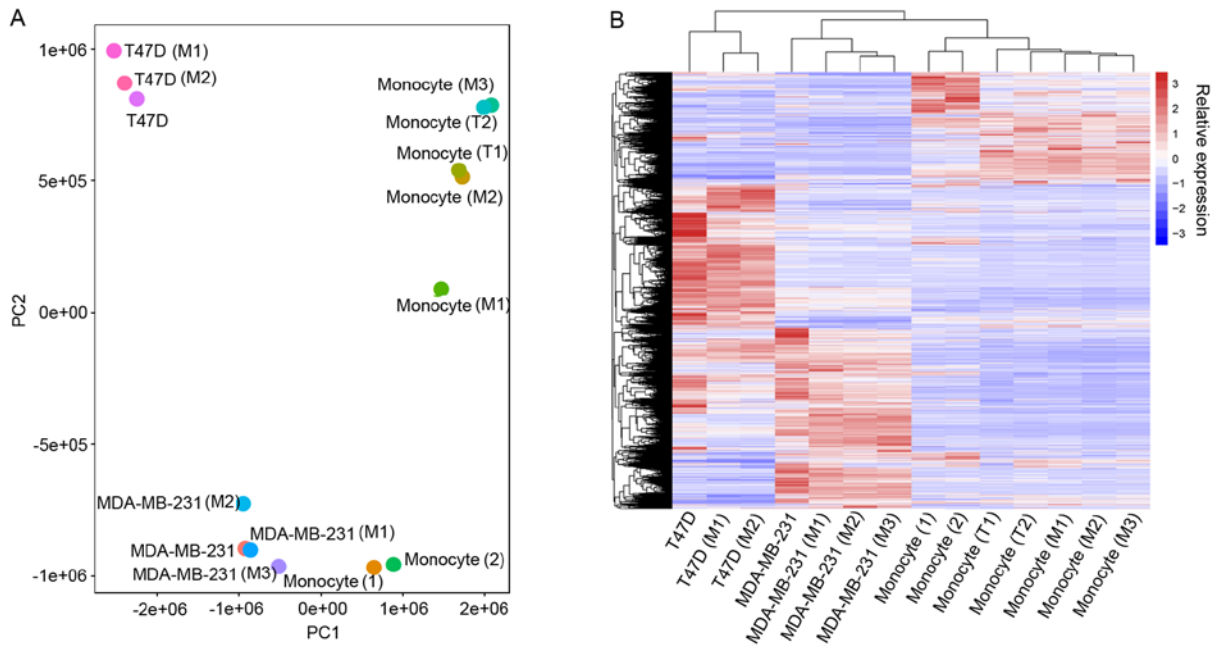 A
1e+06
5e+05
0e+00
-5e+05
-1e+06
PC2
T47D (M1)
T47D (M2)
T47D
Monocyte (M3)
Monocyte (T2)
Monocyte (T1)
Monocyte (M2)
Monocyte (M1)
MDA-MB-231 (M2)
MDA-MB-231 (M1)
MDA-MB-231
MDA-MB-231 (M3)
Monocyte (1)
Monocyte (2)
-2e+06 -1e+06 0e+00 1e+06 2e+06
PC1
B
3
2
1
0
−1
−2
−3
Relative expression
T47D
T47D (M1)
T47D (M2)
MDA-MB-231
MDA-MB-231 (M1)
MDA-MB-231 (M2)
MDA-MB-231 (M3)
Monocyte (1)
Monocyte (2)
Monocyte (T1)
Monocyte (T2)
Monocyte (M1)
Monocyte (M2)
Monocyte (M3)